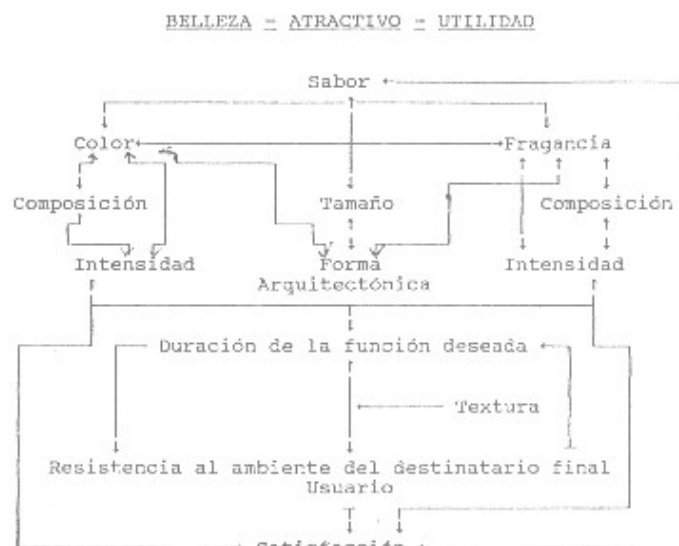 BELLEZA - ATRACTIVO - UTILIDAD
Sabor
Color Fragancia
Composición Tamaño Composición
Intensidad Forma Intensidad
Arquitectónica
Duración de la función deseada
Textura
Resistencia al ambiente del destinatario final
Usuario
Satisfacción